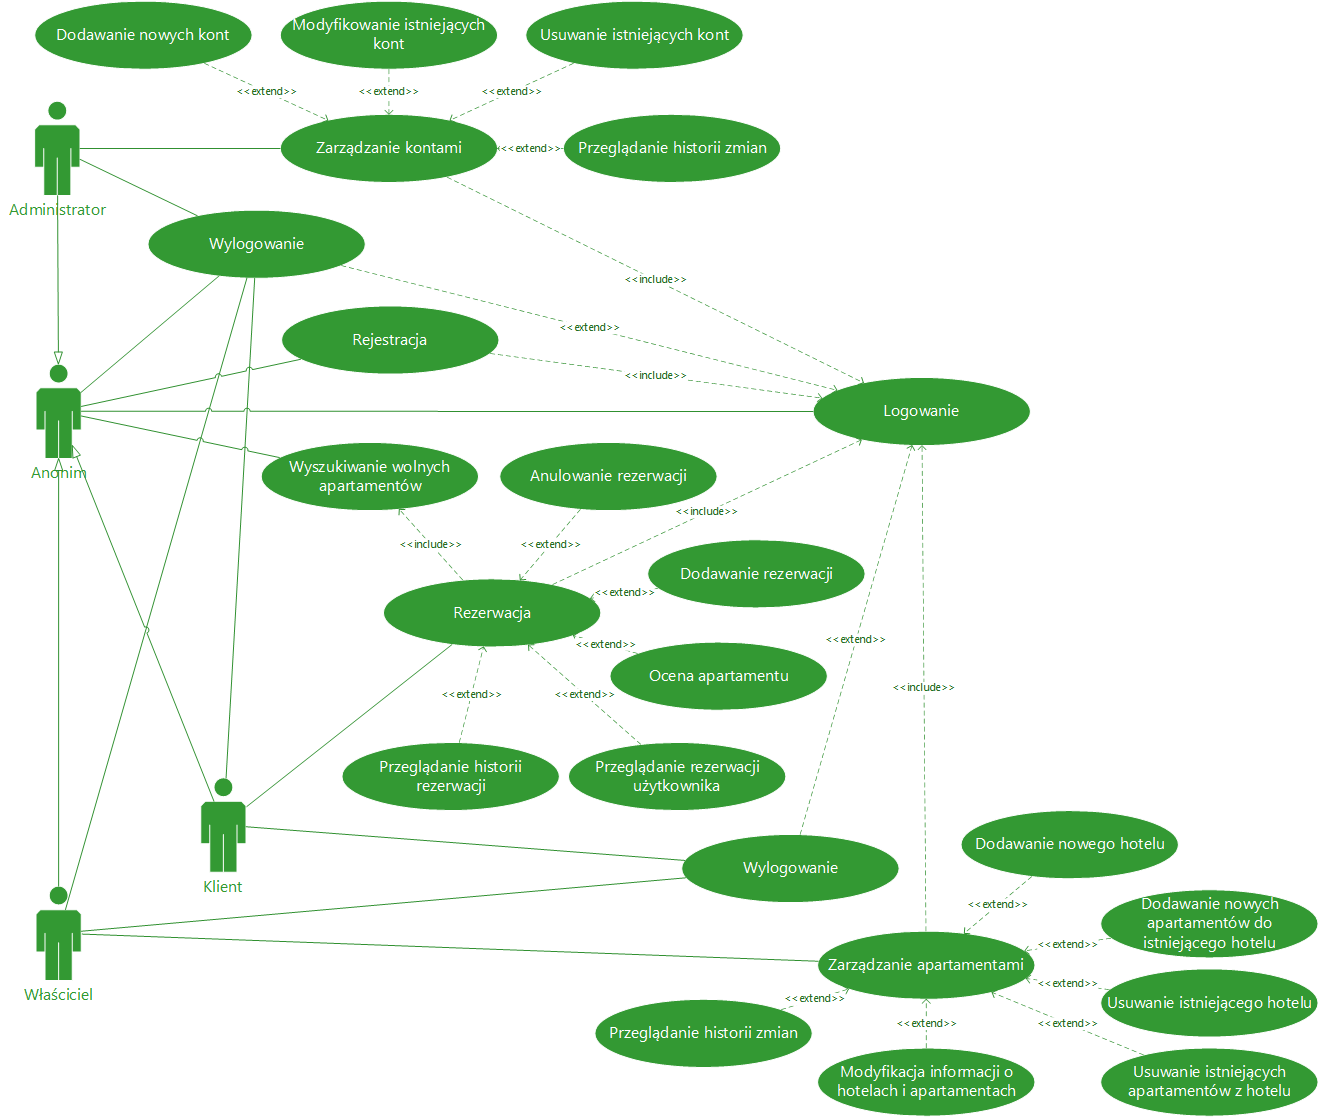 Dodawanie nowych kont
Modyfikowanie istniejących
kont
Usuwanie istniejących kont
<<extend>>
<<extend>>
<<extend>>
Zarządzanie kontami
<<extend>>
Przeglądanie historii zmian
Administrator
Wylogowanie
<<include>>
<<extend>>
Rejestracja
<<include>>
Logowanie
Anonim
Wyszukiwanie wolnych
apartamentów
Anulowanie rezerwacji
<<include>>
<<include>>
<<extend>>
Dodawanie rezerwacji
<<extend>>
Rezerwacja
<<extend>>
<<extend>>
Ocena apartamentu
<<include>>
<<extend>>
<<extend>>
Przeglądanie historii
rezerwacji
Przeglądanie rezerwacji
użytkownika
Klient
Wylogowanie
Dodawanie nowego hotelu
<<extend>>
Dodawanie nowych
apartamentów do
istniejącego hotelu
<<extend>>
Zarządzanie apartamentami
<<extend>>
Usuwanie istniejącego hotelu
Właściciel
<<extend>>
Przeglądanie historii zmian
<<extend>>
<<extend>>
Modyfikacja informacji o
hotelach i apartamentach
Usuwanie istniejących
apartamentów z hotelu